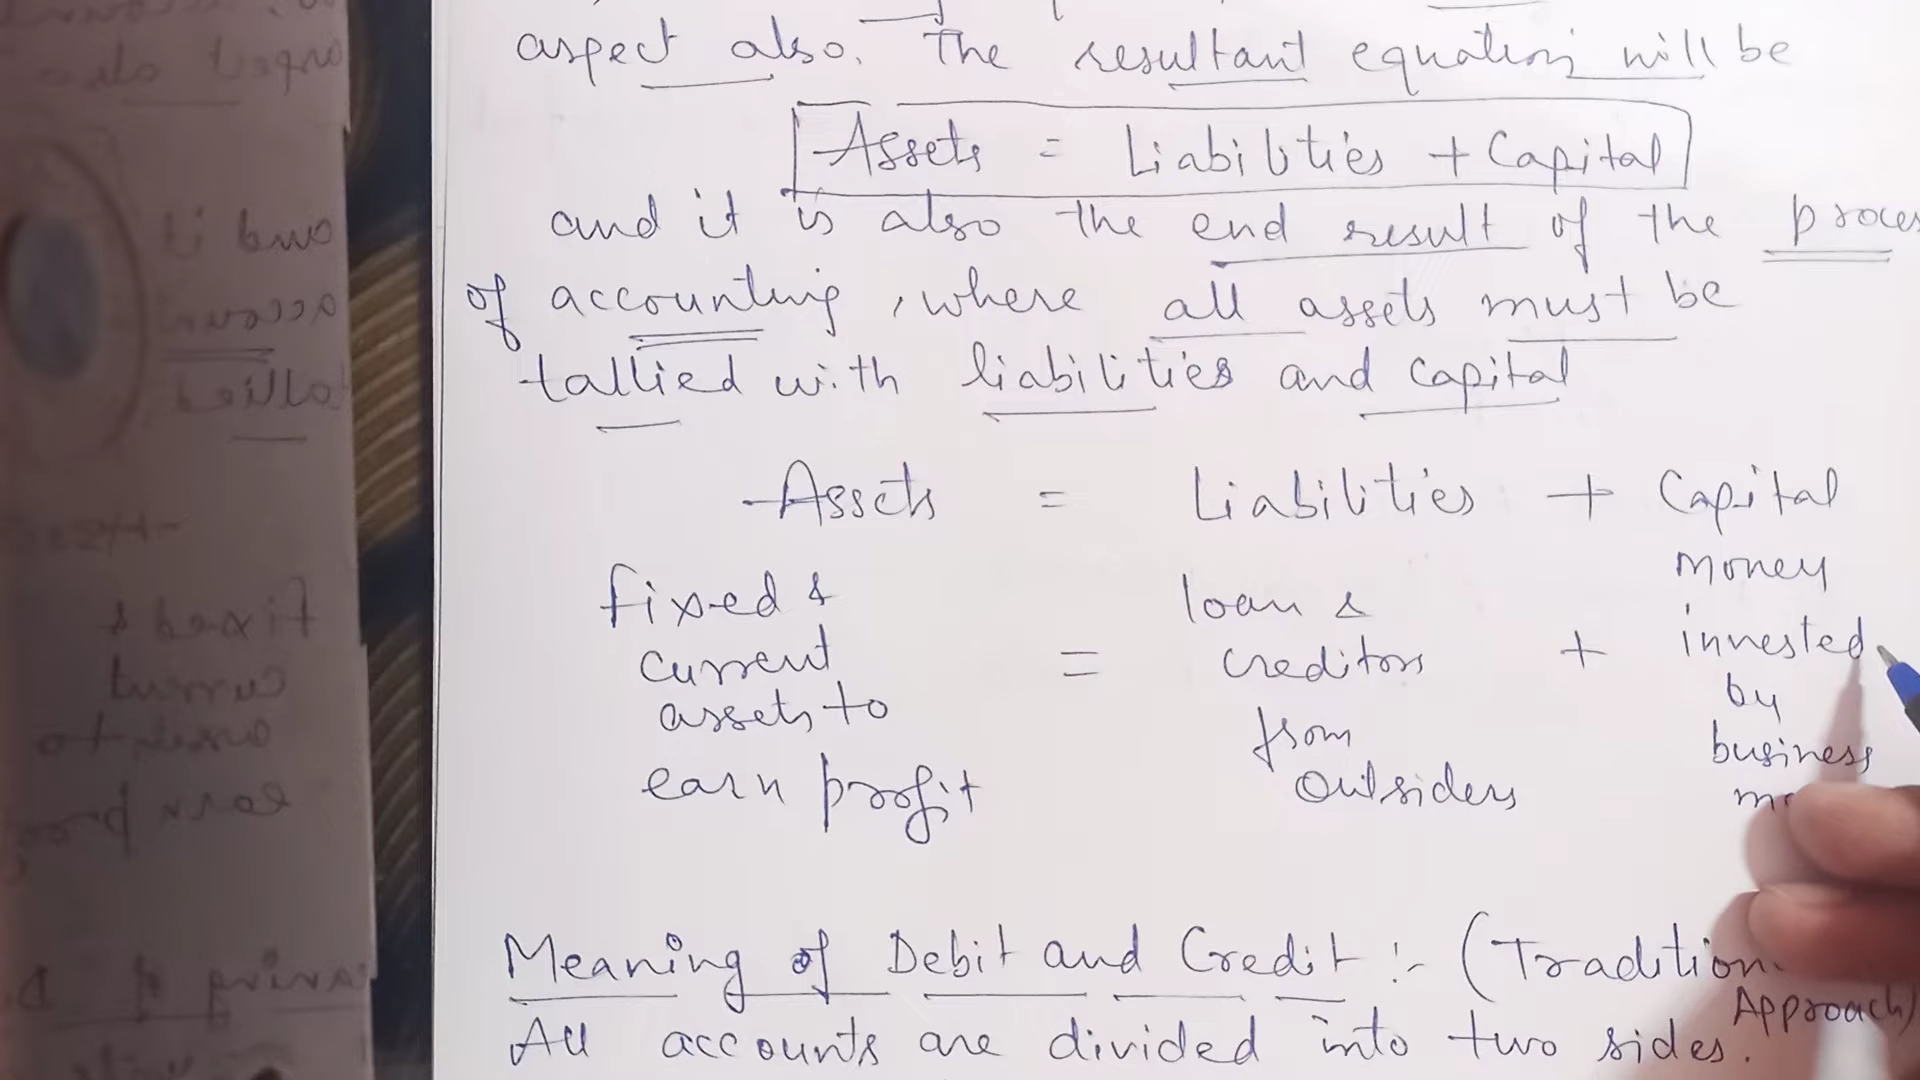 aspect also. The resultant equation will be
Assets = Liabilities + Capital
and it is also the end result of the proces
of accounting, where all assets must be
tallied with liabilities and capital
Assets = Liabilities + Capital
fixed & current assets to earn profit = loan & creditors from outsiders + money invested by business
Meaning of Debit and Credit :- (Tradition
Approach)
All accounts are divided into two sides.